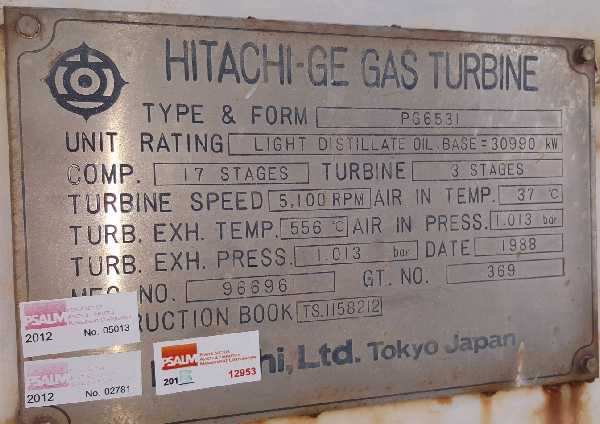 HITACHI-GE GAS TURBINE
TYPE & FORM PG6531
UNIT RATING LIGHT DISTILLATE OIL. BASE = 30990 kW
COMP. 17 STAGES TURBINE 3 STAGES
TURBINE SPEED 5,100 RPM AIR IN TEMP. 37 °C
TURB. EXH. TEMP. 556 °C AIR IN PRESS. 1.013 bar
TURB. EXH. PRESS. 1.013 bar DATE 1988
NO. 96696 GT. NO. 369
RUCTION BOOK TS.1158212
hi, Ltd. Tokyo Japan
PSALM
2012 No. 05013
PSALM
2012 No. 02781
PSALM
201 12953